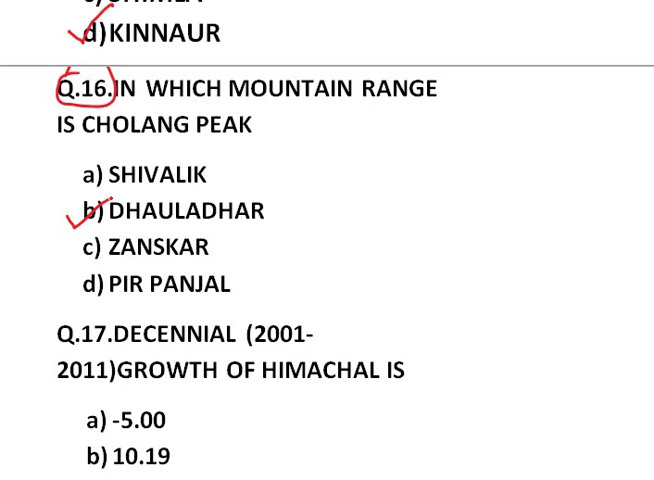 d)KINNAUR
Q.16.IN WHICH MOUNTAIN RANGE
IS CHOLANG PEAK
a) SHIVALIK
b) DHAULADHAR
c) ZANSKAR
d) PIR PANJAL
Q.17.DECENNIAL (2001-
2011)GROWTH OF HIMACHAL IS
a) -5.00
b) 10.19